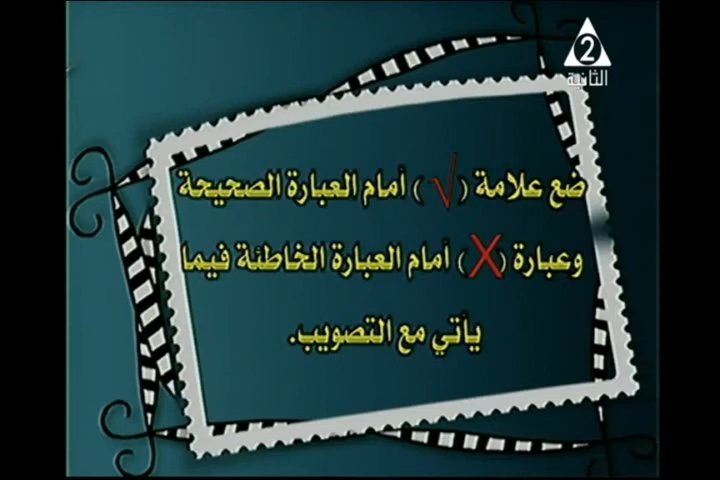 2
الثانية
ضع علامة (√) أمام العبارة الصحيحة
وعبارة (X) أمام العبارة الخاطئة فيما
يأتي مع التصويب.